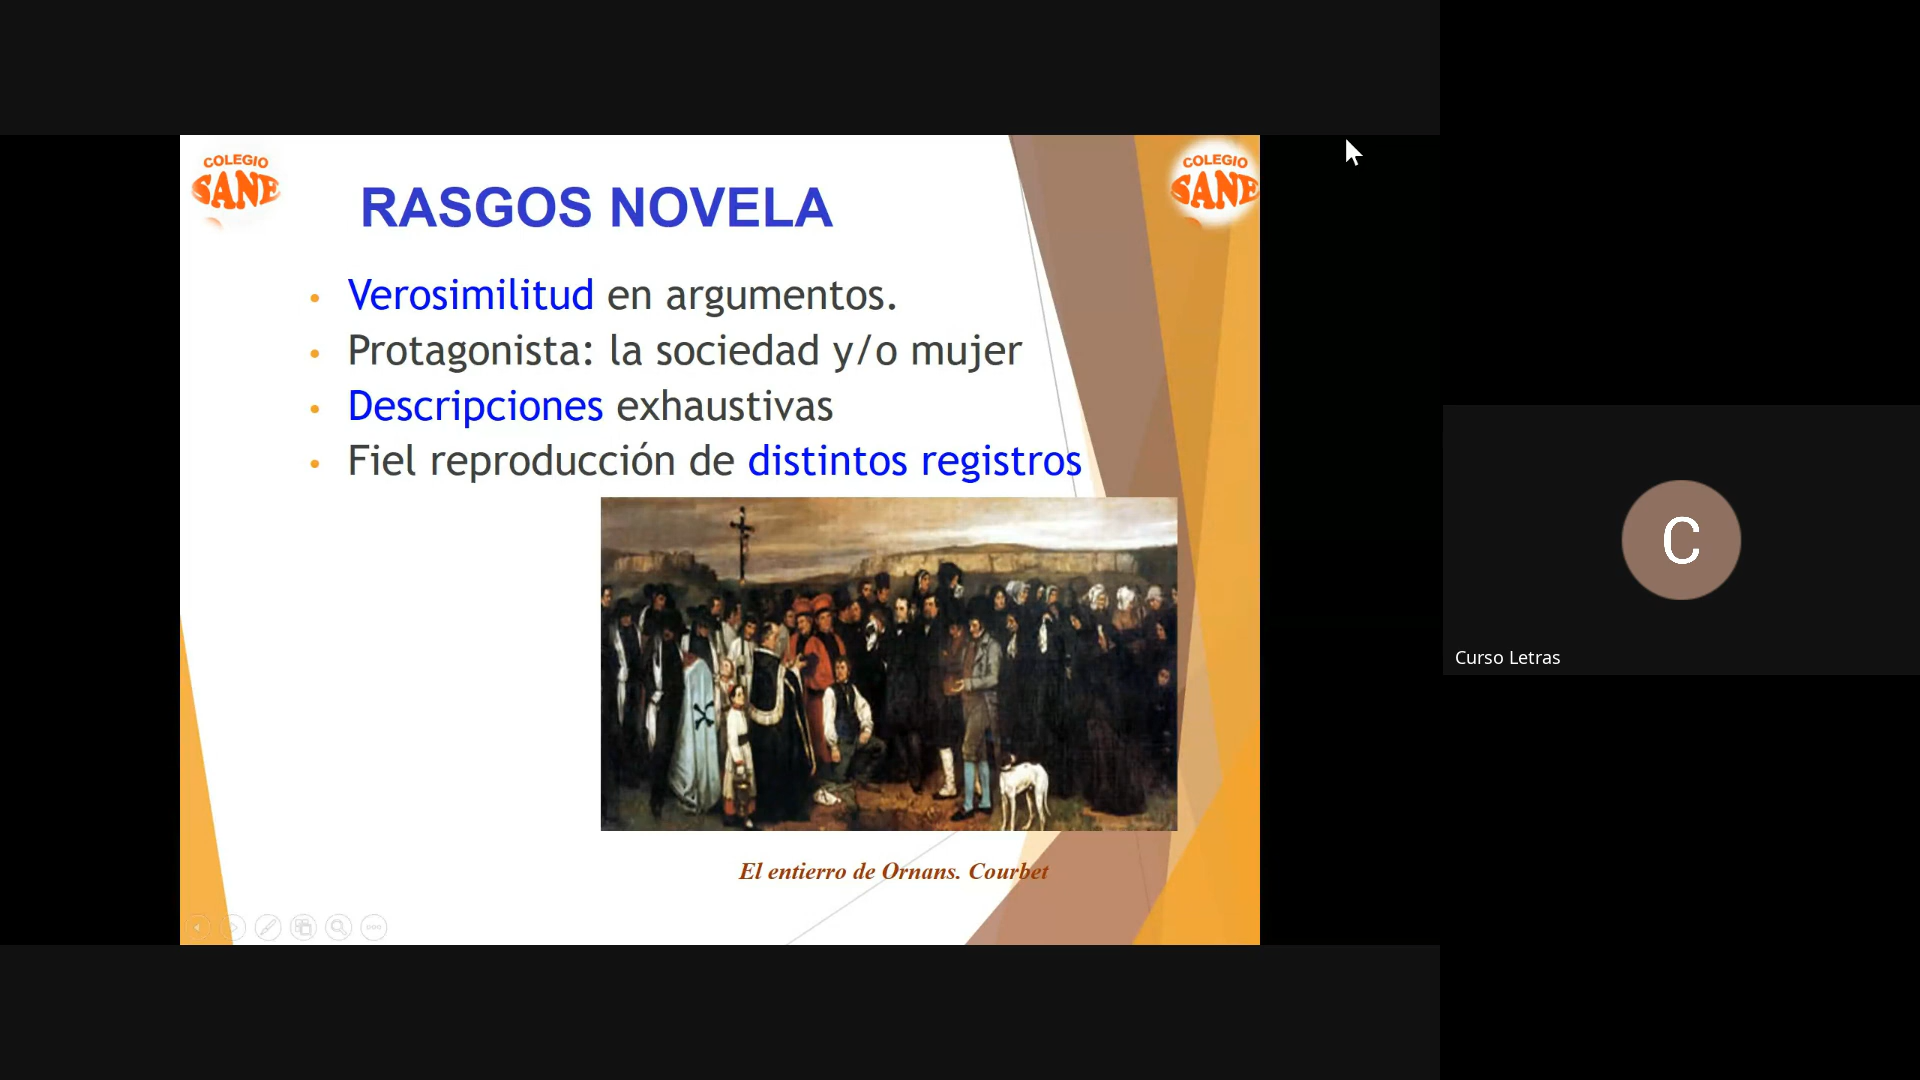 COLEGIO
SANE
COLEGIO
SANE
RASGOS NOVELA
• Verosimilitud en argumentos.
• Protagonista: la sociedad y/o mujer
• Descripciones exhaustivas
• Fiel reproducción de distintos registros
El entierro de Ornans. Courbet
C
Curso Letras